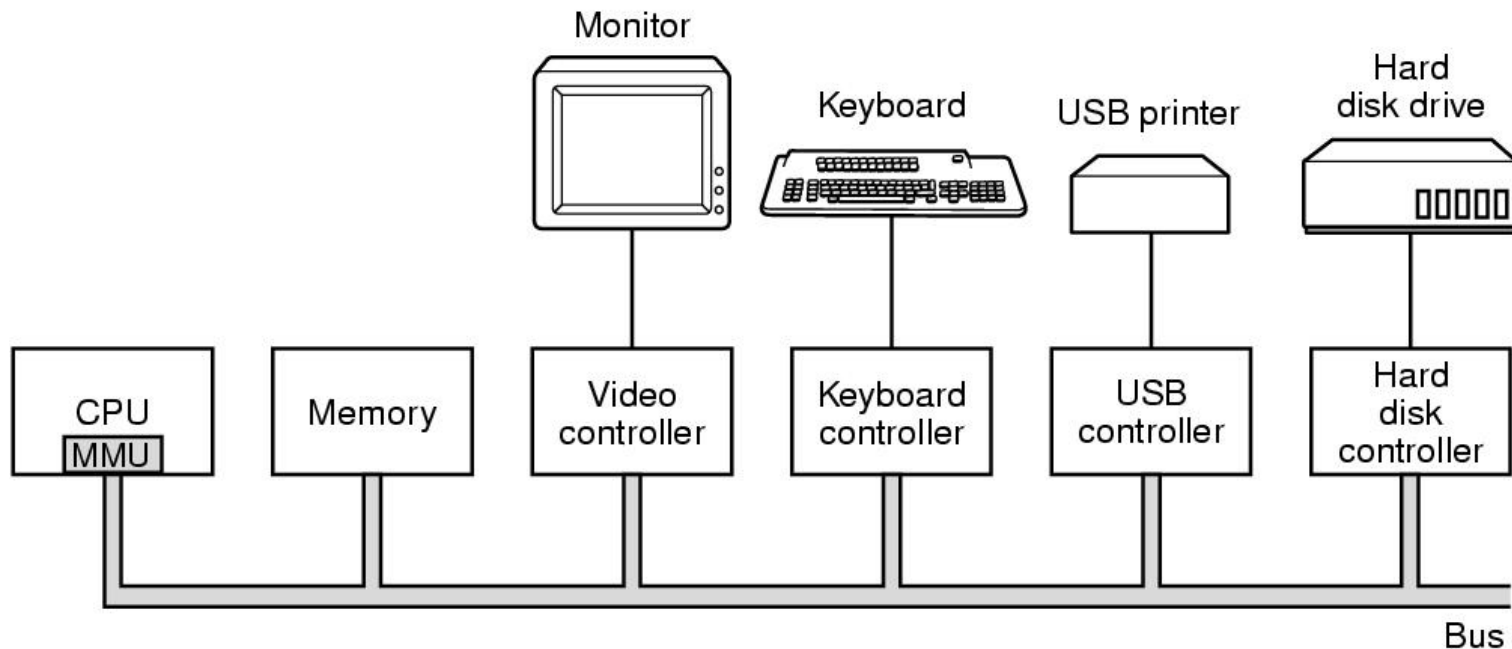 Monitor
Keyboard
USB printer
Hard
disk drive
CPU
MMU
Memory
Video
controller
Keyboard
controller
USB
controller
Hard
disk
controller
Bus